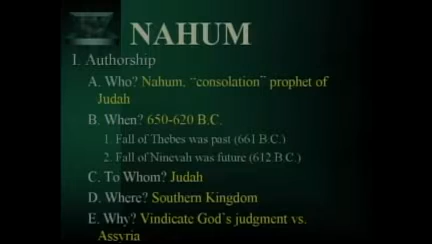 NAHUM
I. Authorship
A. Who? Nahum, "consolation" prophet of
Judah
B. When? 650-620 B.C.
1. Fall of Thebes was past (661 B.C.)
2. Fall of Ninevah was future (612 B.C.)
C. To Whom? Judah
D. Where? Southern Kingdom
E. Why? Vindicate God's judgment vs.
Assyria